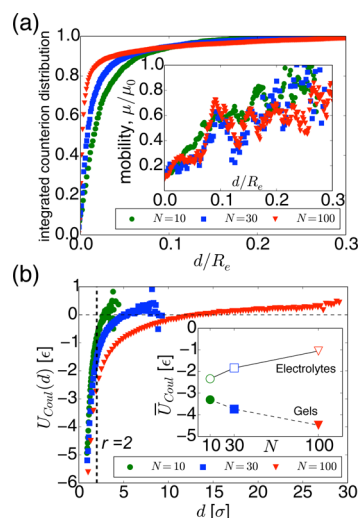 (a)
integrated counterion distribution
1.0
0.8
0.6
0.4
0.2
0.0
mobility, μ/μ₀
1.0
0.8
0.6
0.4
0.2
0.0
0.0 0.1 0.2 0.3
d/Rₑ
N=10 N=30 N=100
0.0 0.1 0.2 0.3
d/Rₑ
(b)
U_Coul(d) [ϵ]
1
0
−1
−2
−3
−4
−5
−6
−7
r=2
U̅_Coul [ϵ]
0
−1
−2
−3
−4
−5
Electrolytes
Gels
10 30 N 100
N=10 N=30 N=100
0 5 10 15 20 25 30
d [σ]